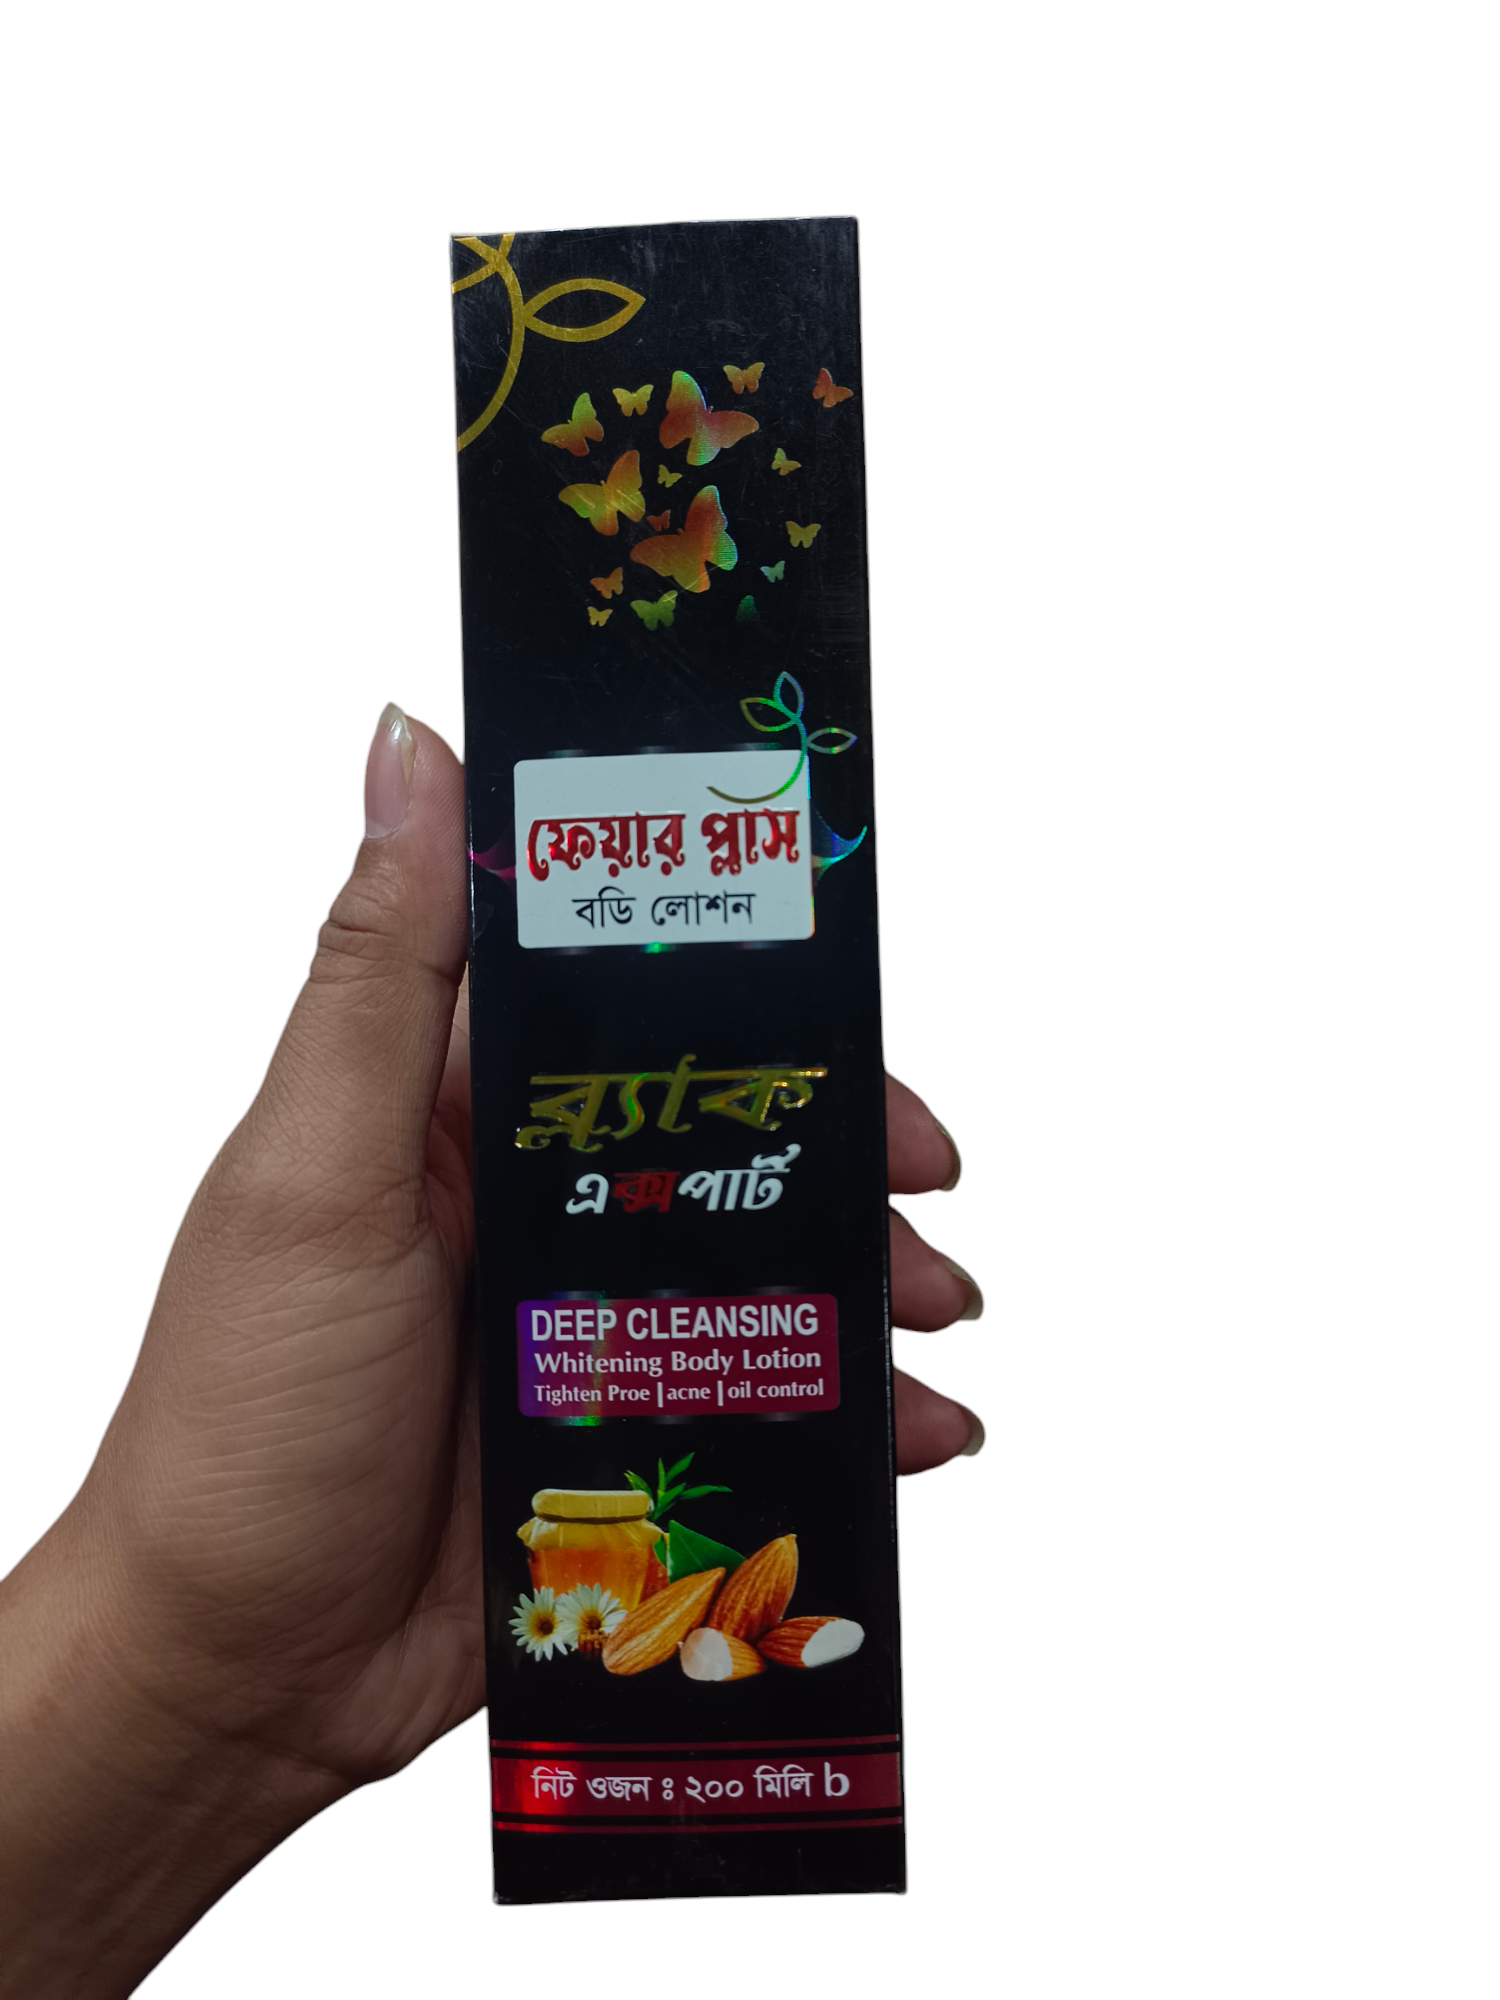 ফেয়ার প্লাস
বডি লোশন
ব্ল্যাক
এক্সপার্ট
DEEP CLEANSING
Whitening Body Lotion
Tighten Proe | acne | oil control
নিট ওজন ঃ ২০০ মিলি b